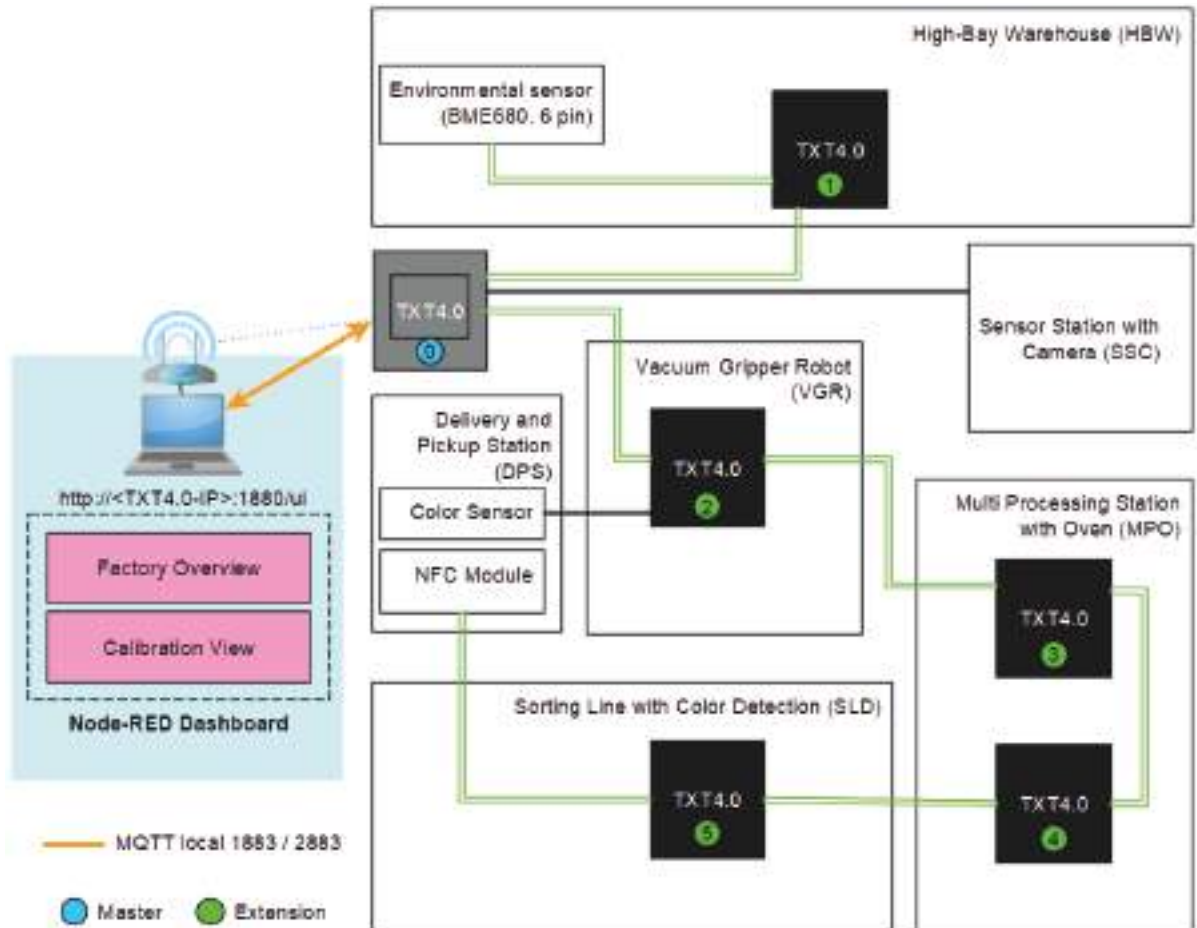 High-Bay Warehouse (HBW)
Environmental sensor
(BME680, 6 pin)
TXT4.0
1
TXT4.0
0
Sensor Station with
Camera (SSC)
Vacuum Gripper Robot
(VGR)
TXT4.0
2
Delivery and
Pickup Station
(DPS)
Color Sensor
NFC Module
http://<TXT4.0-IP>:1880/ui
Factory Overview
Calibration View
Node-RED Dashboard
Multi Processing Station
with Oven (MPO)
TXT4.0
3
TXT4.0
4
Sorting Line with Color Detection (SLD)
TXT4.0
5
MQTT local 1883 / 2883
Master
Extension